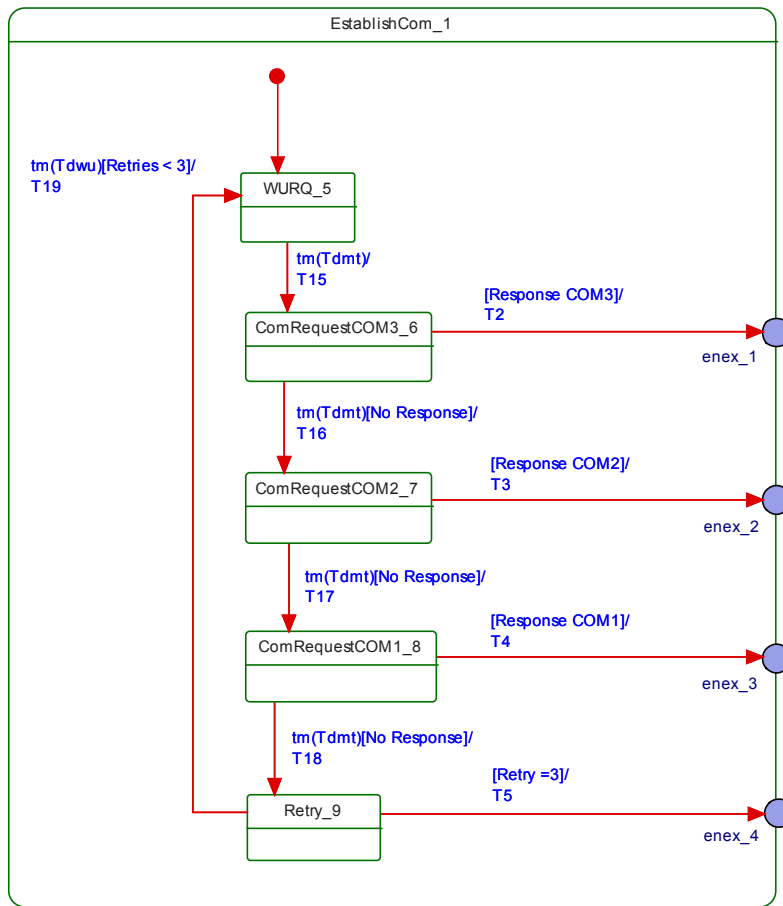 EstablishCom_1
tm(Tdwu)[Retries < 3]/
T19
WURQ_5
tm(Tdmt)/
T15
[Response COM3]/
T2
ComRequestCOM3_6
enex_1
tm(Tdmt)[No Response]/
T16
[Response COM2]/
T3
ComRequestCOM2_7
enex_2
tm(Tdmt)[No Response]/
T17
[Response COM1]/
T4
ComRequestCOM1_8
enex_3
tm(Tdmt)[No Response]/
T18
[Retry =3]/
T5
Retry_9
enex_4